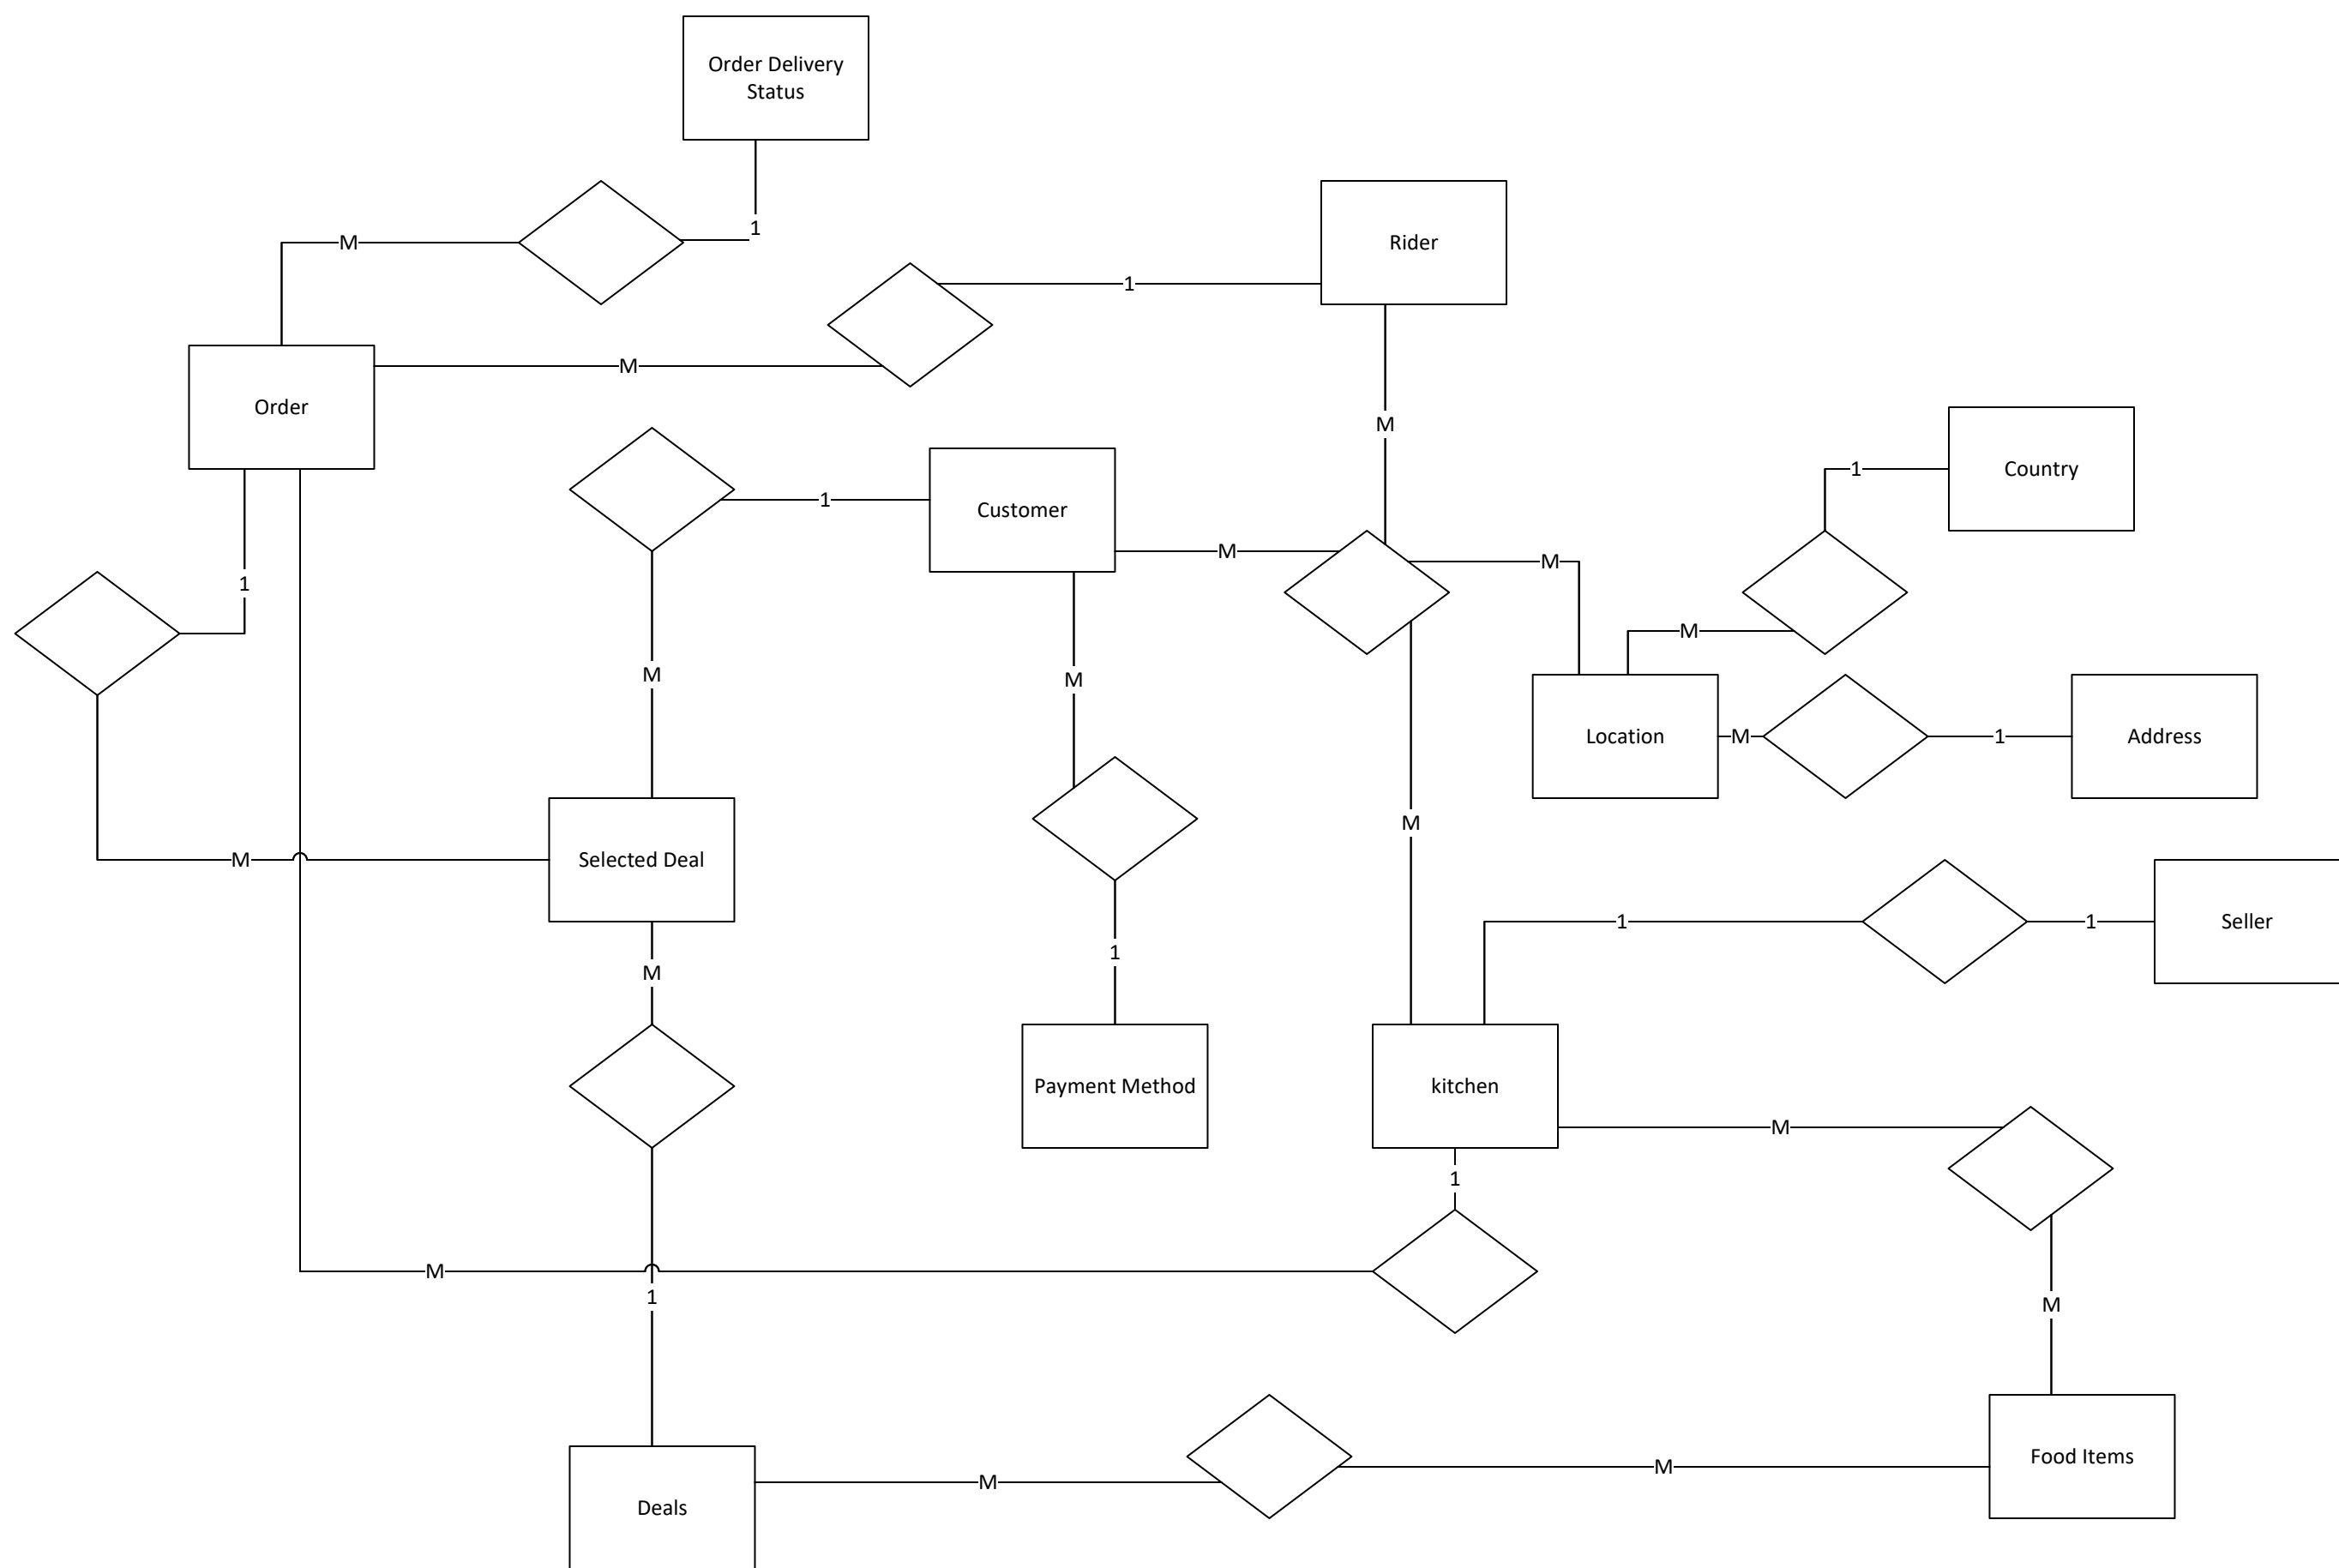 Order Delivery
Status
1
M
Rider
1
M
Order
M
Country
1
1
Customer
M
M
1
M
M
M
Location
M
1
Address
M
M
Selected Deal
1
1
Seller
M
1
Payment Method
kitchen
M
1
M
1
M
M
M
Food Items
Deals